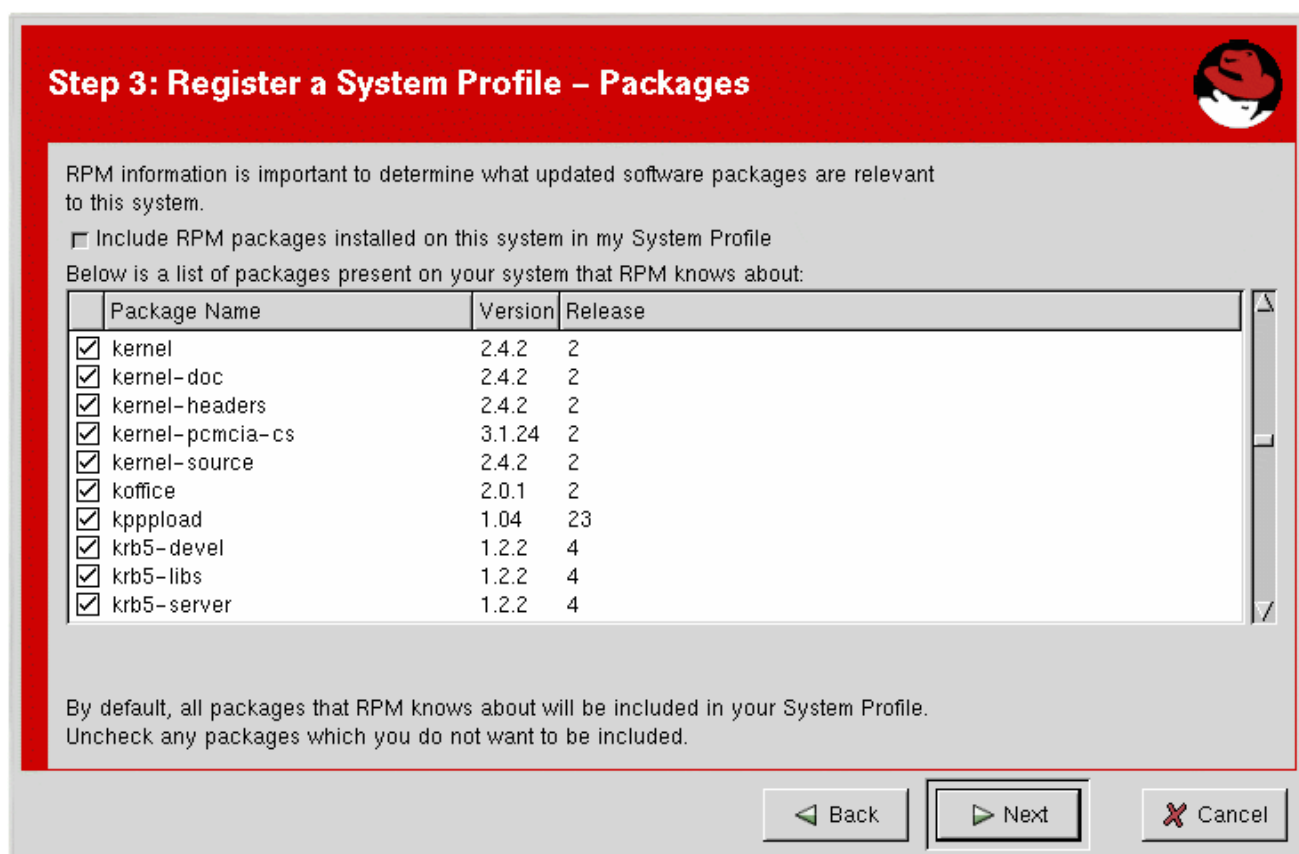 Step 3: Register a System Profile – Packages
RPM information is important to determine what updated software packages are relevant
to this system.
Include RPM packages installed on this system in my System Profile
Below is a list of packages present on your system that RPM knows about:
Package Name Version Release
kernel 2.4.2 2
kernel-doc 2.4.2 2
kernel-headers 2.4.2 2
kernel-pcmcia-cs 3.1.24 2
kernel-source 2.4.2 2
koffice 2.0.1 2
kpppload 1.04 23
krb5-devel 1.2.2 4
krb5-libs 1.2.2 4
krb5-server 1.2.2 4
By default, all packages that RPM knows about will be included in your System Profile.
Uncheck any packages which you do not want to be included.
Back Next Cancel